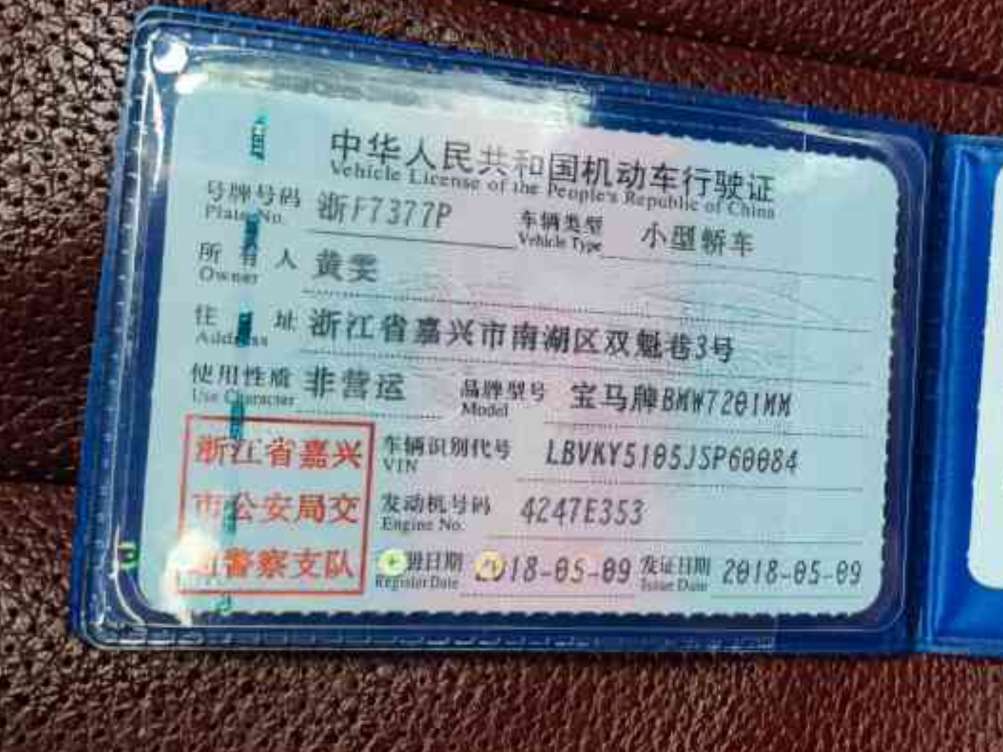 中华人民共和国机动车行驶证
Vehicle License of the People's Republic of China
号牌号码 浙F7377P 车辆类型 小型轿车
Plate No. Vehicle Type
所有人 黄雯
Owner
住址 浙江省嘉兴市南湖区双魁巷3号
Address
使用性质 非营运 品牌型号 宝马牌BMW7201MM
Use Character Model
浙江省嘉兴 车辆识别代号 LBVKY5105JSP60084
VIN
市公安局交 发动机号码 4247E353
Engine No.
警察支队 日期 2018-05-09 发证日期 2018-05-09
Register Date Issue Date